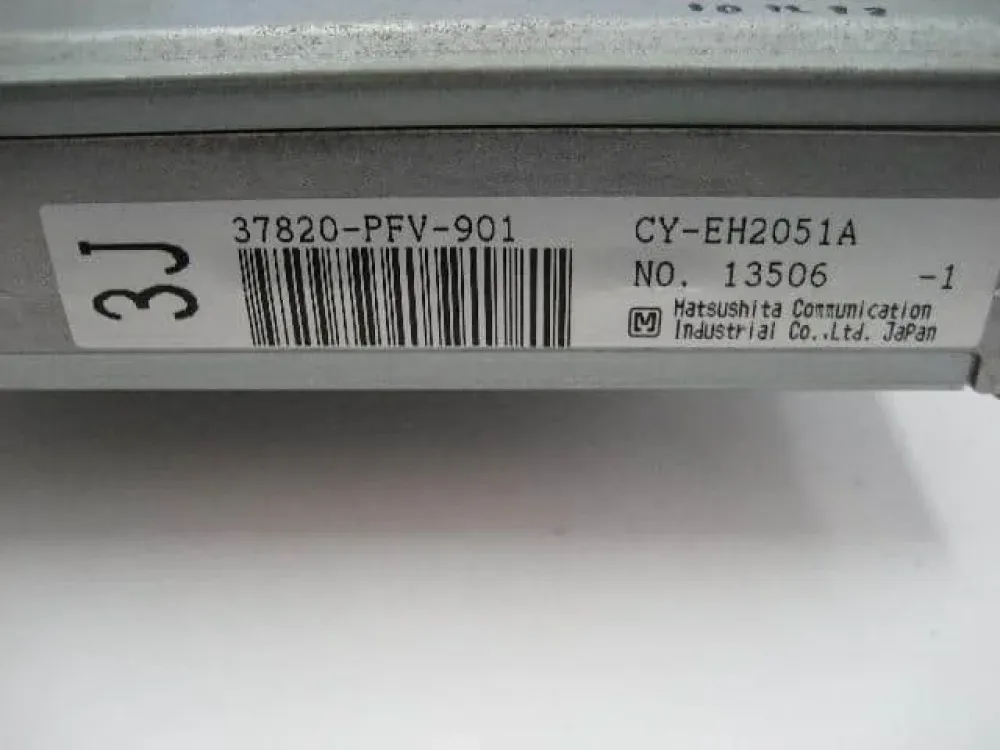 3J
37820-PFV-901
CY-EH2051A
NO. 13506 -1
M
Matsushita Communication
Industrial Co.,Ltd. JaPan